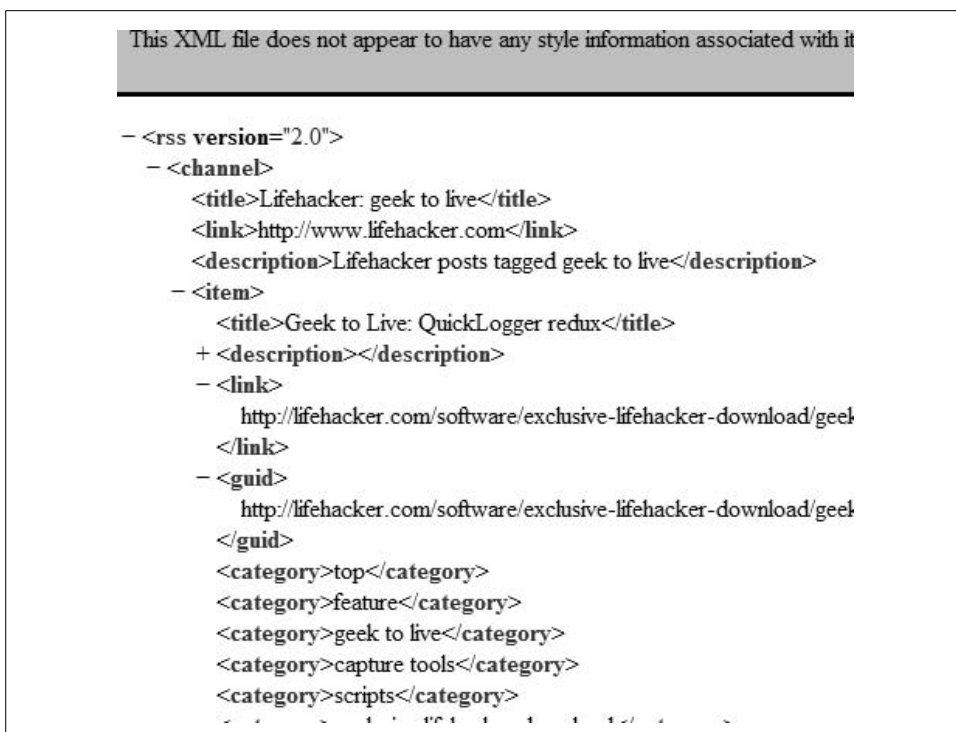 This XML file does not appear to have any style information associated with it
− <rss version="2.0">
− <channel>
<title>Lifehacker: geek to live</title>
<link>http://www.lifehacker.com</link>
<description>Lifehacker posts tagged geek to live</description>
− <item>
<title>Geek to Live: QuickLogger redux</title>
+ <description></description>
− <link>
http://lifehacker.com/software/exclusive-lifehacker-download/geek
</link>
− <guid>
http://lifehacker.com/software/exclusive-lifehacker-download/geek
</guid>
<category>top</category>
<category>feature</category>
<category>geek to live</category>
<category>capture tools</category>
<category>scripts</category>